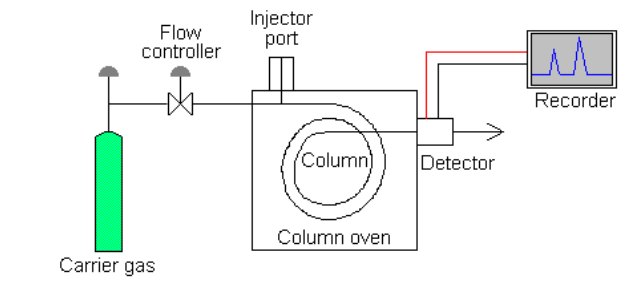 Injector
port
Flow
controller
Recorder
Column
Detector
Column oven
Carrier gas